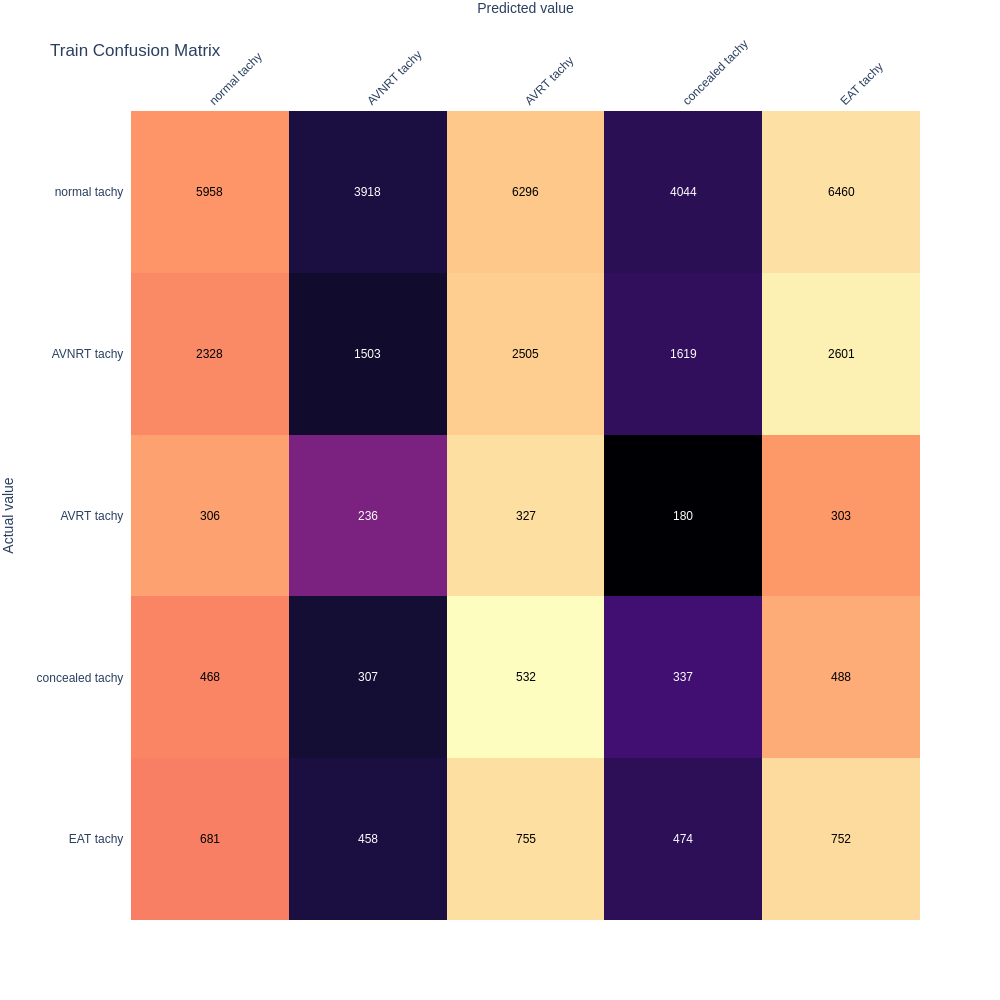 Predicted value
Train Confusion Matrix
normal tachy
AVNRT tachy
AVRT tachy
concealed tachy
EAT tachy
normal tachy 5958 3918 6296 4044 6460
AVNRT tachy 2328 1503 2505 1619 2601
Actual value
AVRT tachy 306 236 327 180 303
concealed tachy 468 307 532 337 488
EAT tachy 681 458 755 474 752